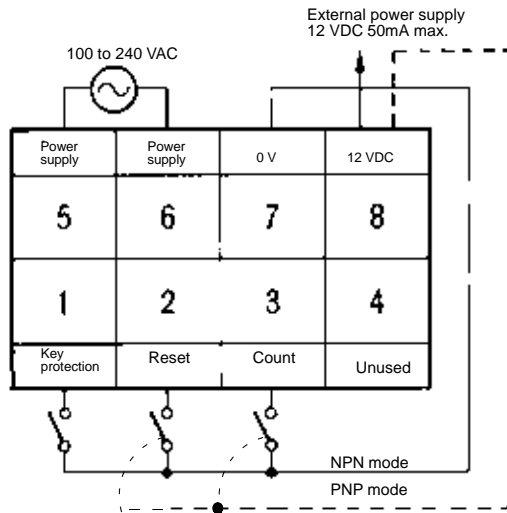 External power supply
12 VDC 50mA max.
100 to 240 VAC
Power
supply
Power
supply
0 V
12 VDC
5
6
7
8
1
2
3
4
Key
protection
Reset
Count
Unused
NPN mode
PNP mode